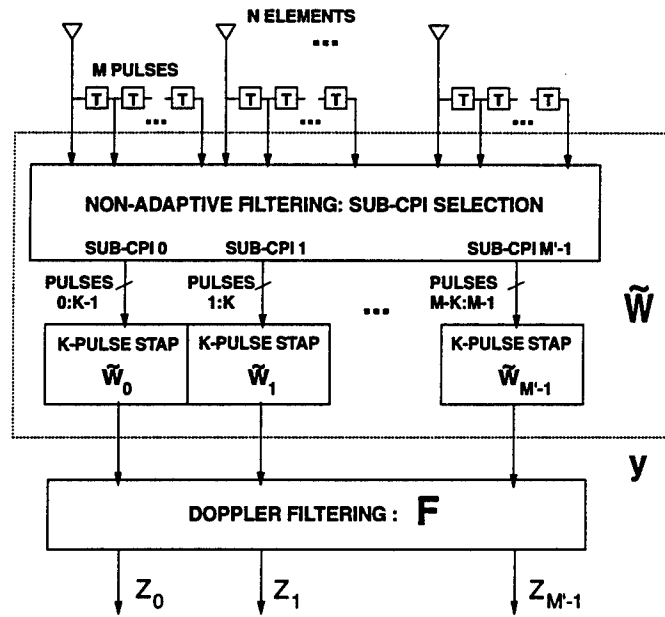 N ELEMENTS
...
M PULSES
T T T T T T T T T
... ... ...
NON-ADAPTIVE FILTERING: SUB-CPI SELECTION
SUB-CPI 0 SUB-CPI 1 SUB-CPI M'-1
PULSES 0:K-1
PULSES 1:K
...
PULSES M-K:M-1
W̃
K-PULSE STAP W̃0
K-PULSE STAP W̃1
K-PULSE STAP W̃M'-1
y
DOPPLER FILTERING : F
Z0 Z1 ZM'-1